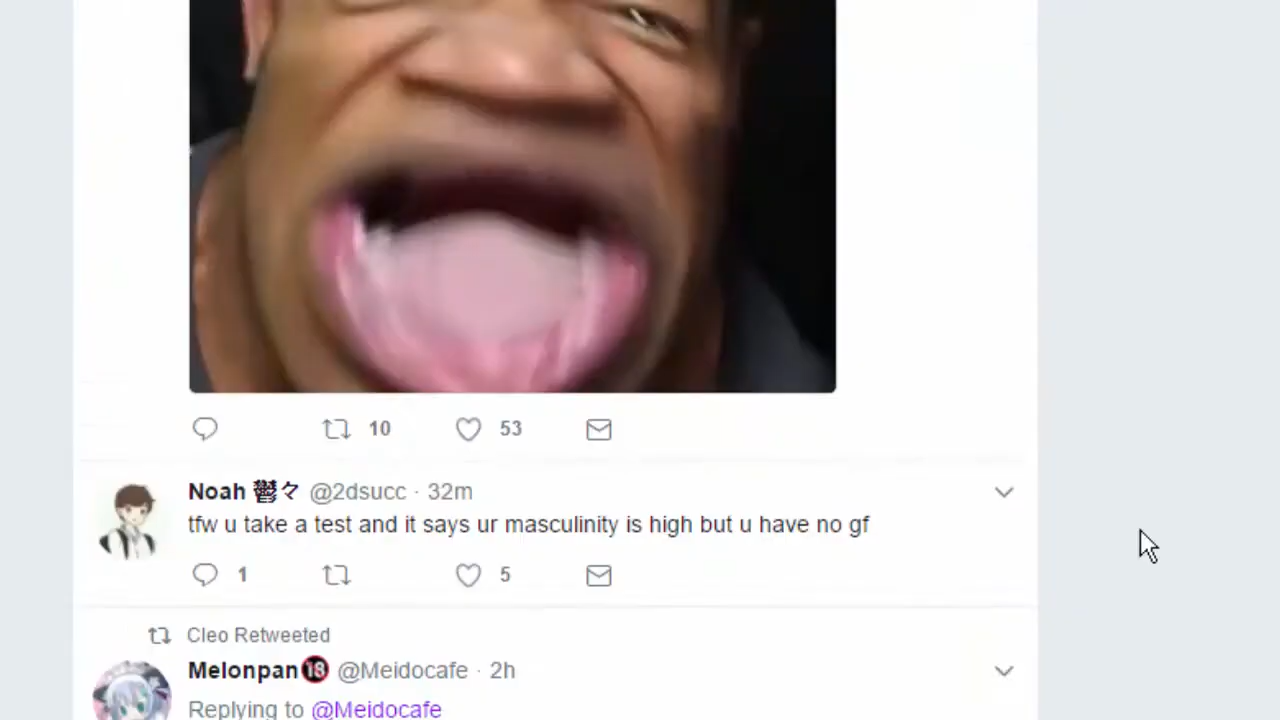 10 53
Noah 鬱々 @2dsucc · 32m
tfw u take a test and it says ur masculinity is high but u have no gf
1 5
Cleo Retweeted
Melonpan🔞 @Meidocafe · 2h
Replying to @Meidocafe